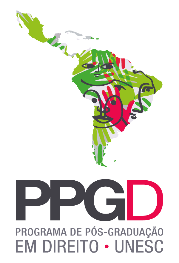 PPGD
PROGRAMA DE PÓS-GRADUAÇÃO
EM DIREITO · UNESC